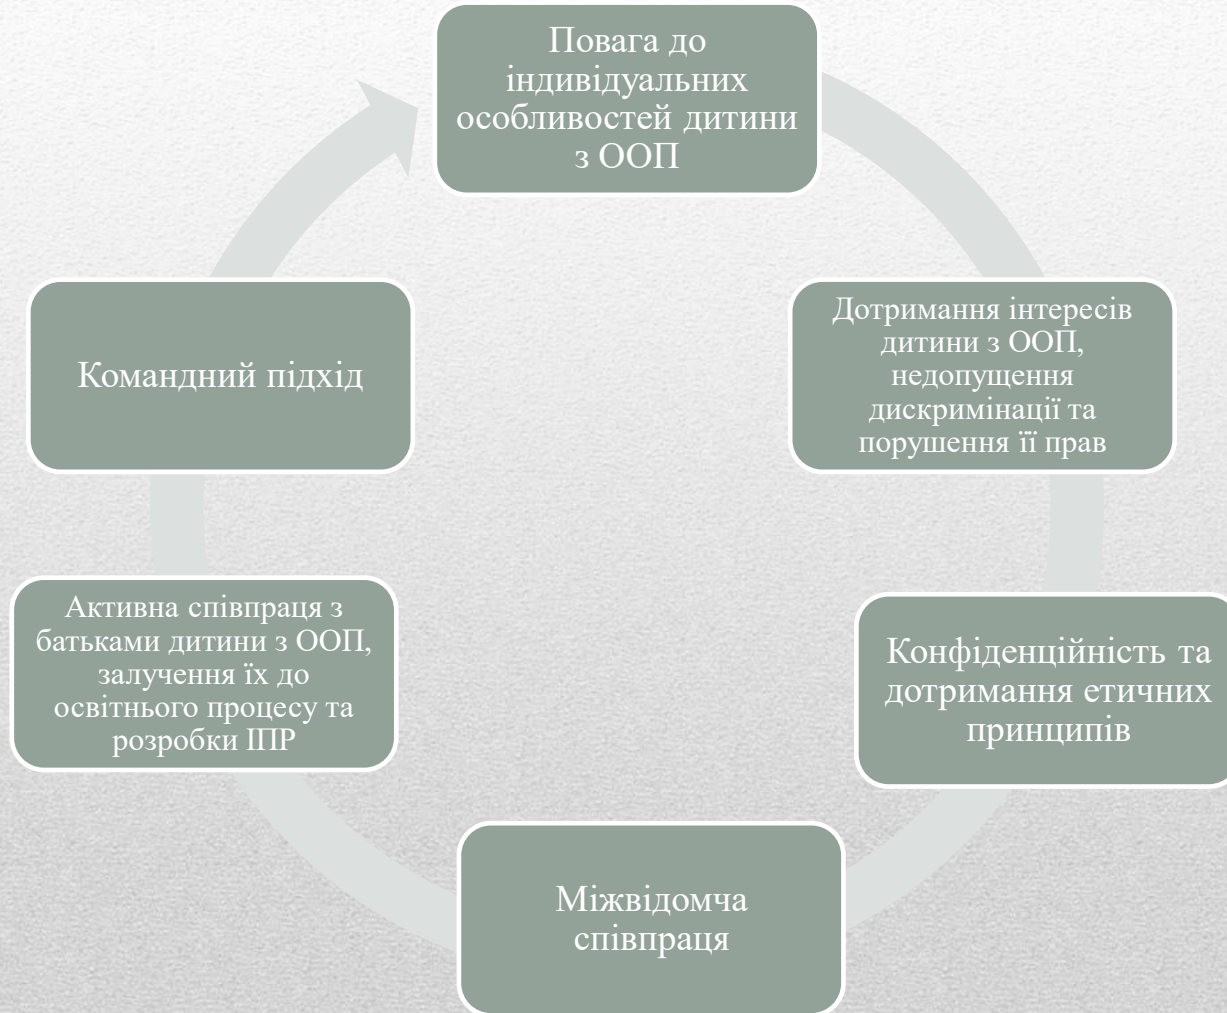 Повага до
індивідуальних
особливостей дитини
з ООП
Дотримання інтересів
дитини з ООП,
недопущення
дискримінації та
порушення її прав
Конфіденційність та
дотримання етичних
принципів
Міжвідомча
співпраця
Активна співпраця з
батьками дитини з ООП,
залучення їх до
освітнього процесу та
розробки ІПР
Командний підхід